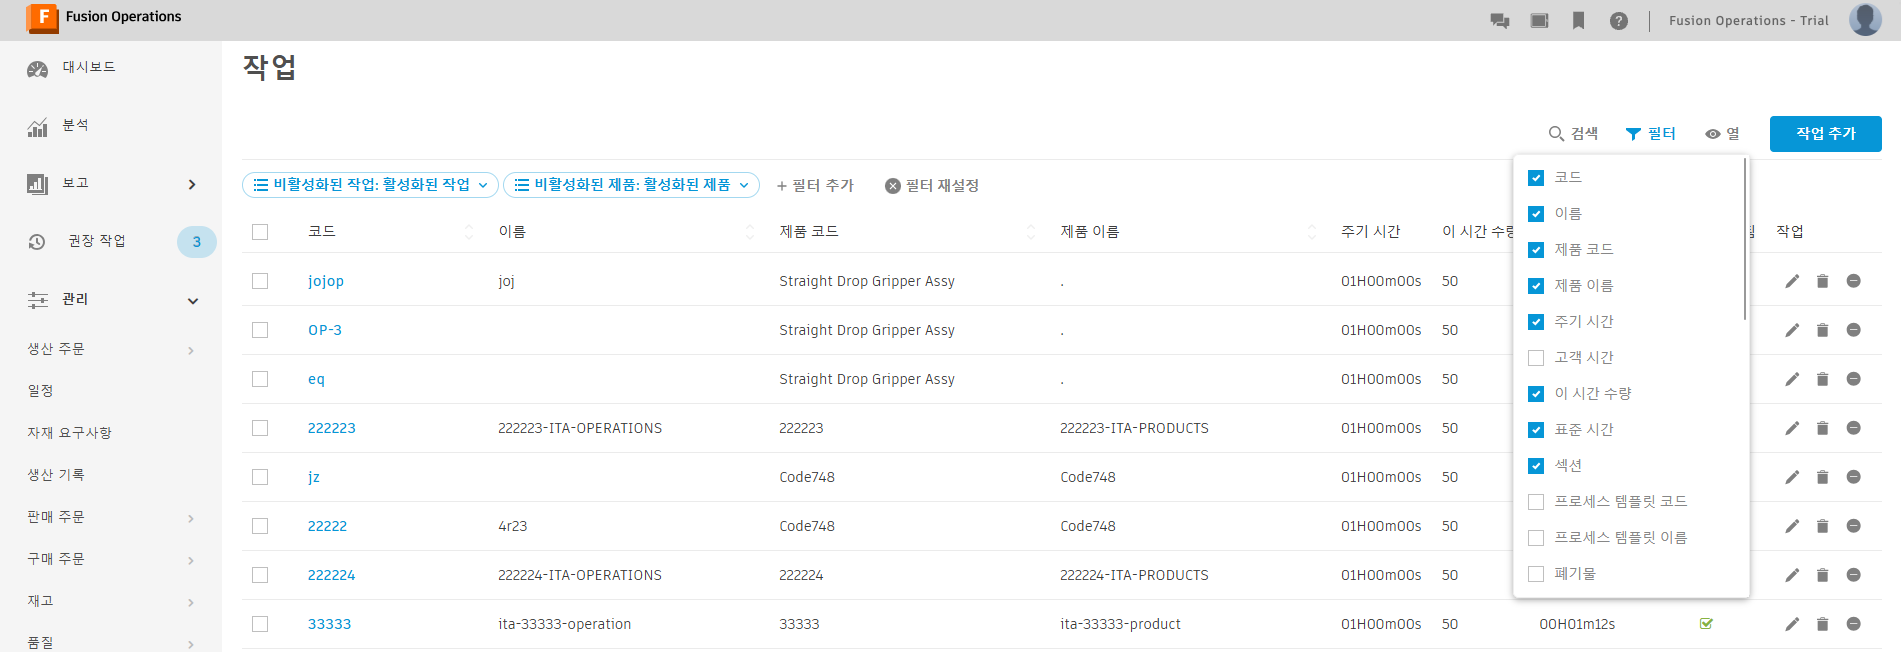 F Fusion Operations
Fusion Operations - Trial
대시보드
분석
보고
권장 작업 3
관리
생산 주문
일정
자재 요구사항
생산 기록
판매 주문
구매 주문
재고
품질
작업
검색 필터 열 작업 추가
비활성화된 작업: 활성화된 작업 비활성화된 제품: 활성화된 제품 + 필터 추가 필터 재설정
코드 이름 제품 코드 제품 이름 주기 시간 이 시간 수량 작업
jojop joj Straight Drop Gripper Assy . 01H00m00s 50
OP-3 Straight Drop Gripper Assy . 01H00m00s 50
eq Straight Drop Gripper Assy . 01H00m00s 50
222223 222223-ITA-OPERATIONS 222223 222223-ITA-PRODUCTS 01H00m00s 50
jz Code748 Code748 01H00m00s 50
22222 4r23 Code748 Code748 01H00m00s 50
222224 222224-ITA-OPERATIONS 222224 222224-ITA-PRODUCTS 01H00m00s 50
33333 ita-33333-operation 33333 ita-33333-product 01H00m00s 50 00H01m12s
코드
이름
제품 코드
제품 이름
주기 시간
고객 시간
이 시간 수량
표준 시간
섹션
프로세스 템플릿 코드
프로세스 템플릿 이름
폐기물